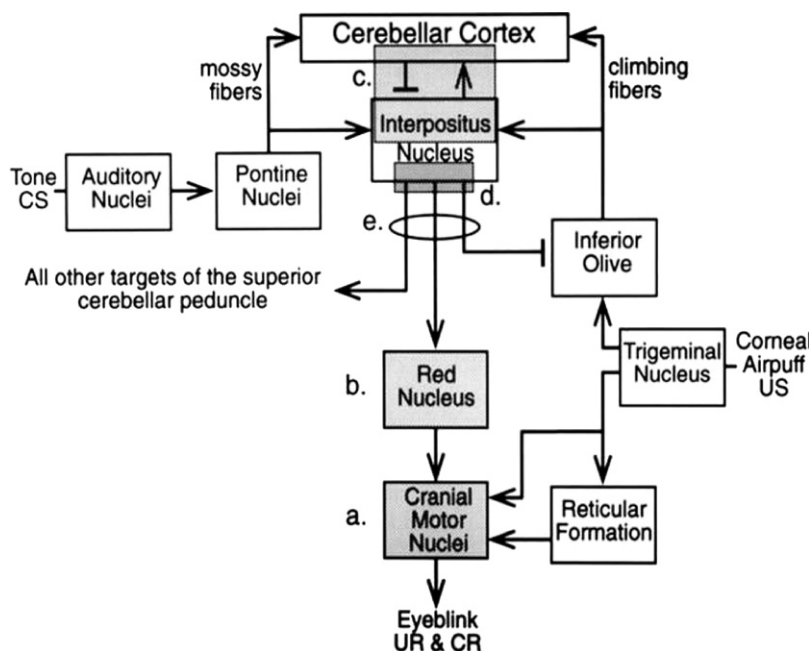 Cerebellar Cortex
mossy
fibers
c.
climbing
fibers
Interpositus
Nucleus
Tone
CS
Auditory
Nuclei
Pontine
Nuclei
d.
e.
Inferior
Olive
All other targets of the superior
cerebellar peduncle
Trigeminal
Nucleus
Corneal
Airpuff
US
b.
Red
Nucleus
a.
Cranial
Motor
Nuclei
Reticular
Formation
Eyeblink
UR & CR